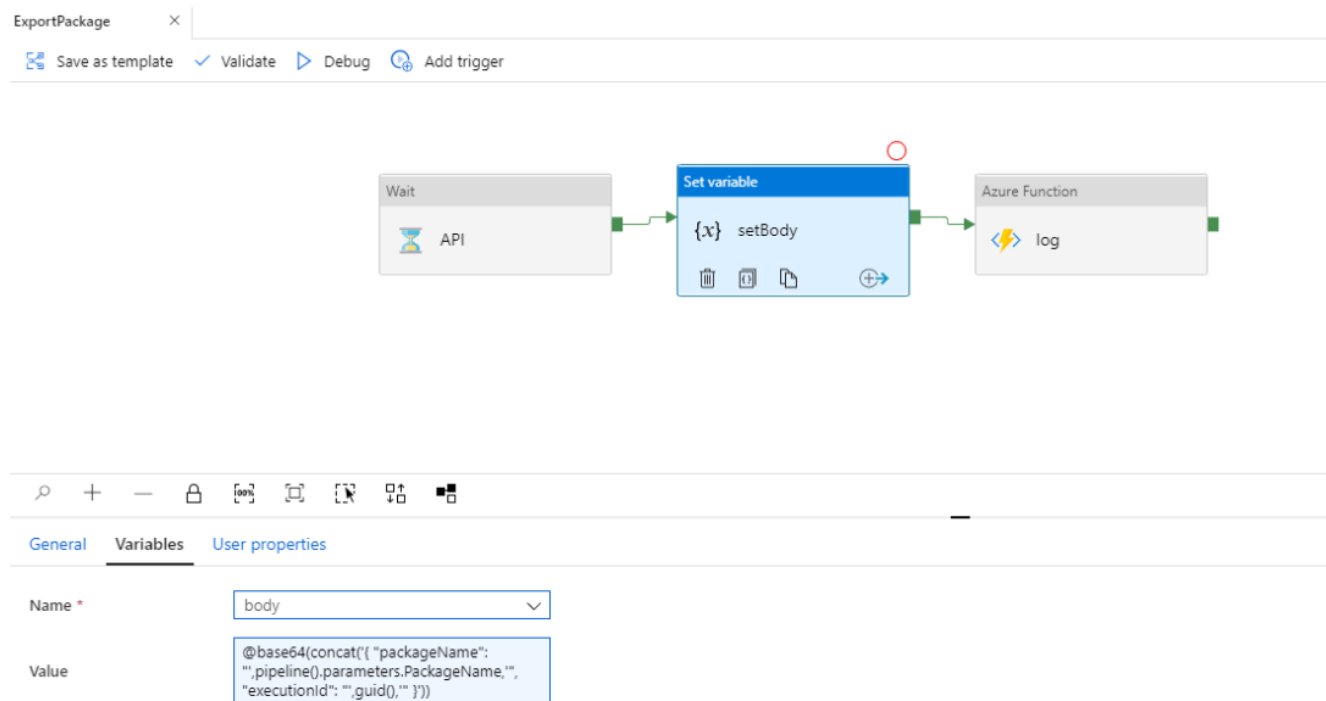 ExportPackage
Save as template Validate Debug Add trigger
Wait
API
Set variable
{x} setBody
Azure Function
log
100%
General Variables User properties
Name *
body
Value
@base64(concat('{ "packageName":
"',pipeline().parameters.PackageName,'",
"executionId": "',guid(),'" }'))